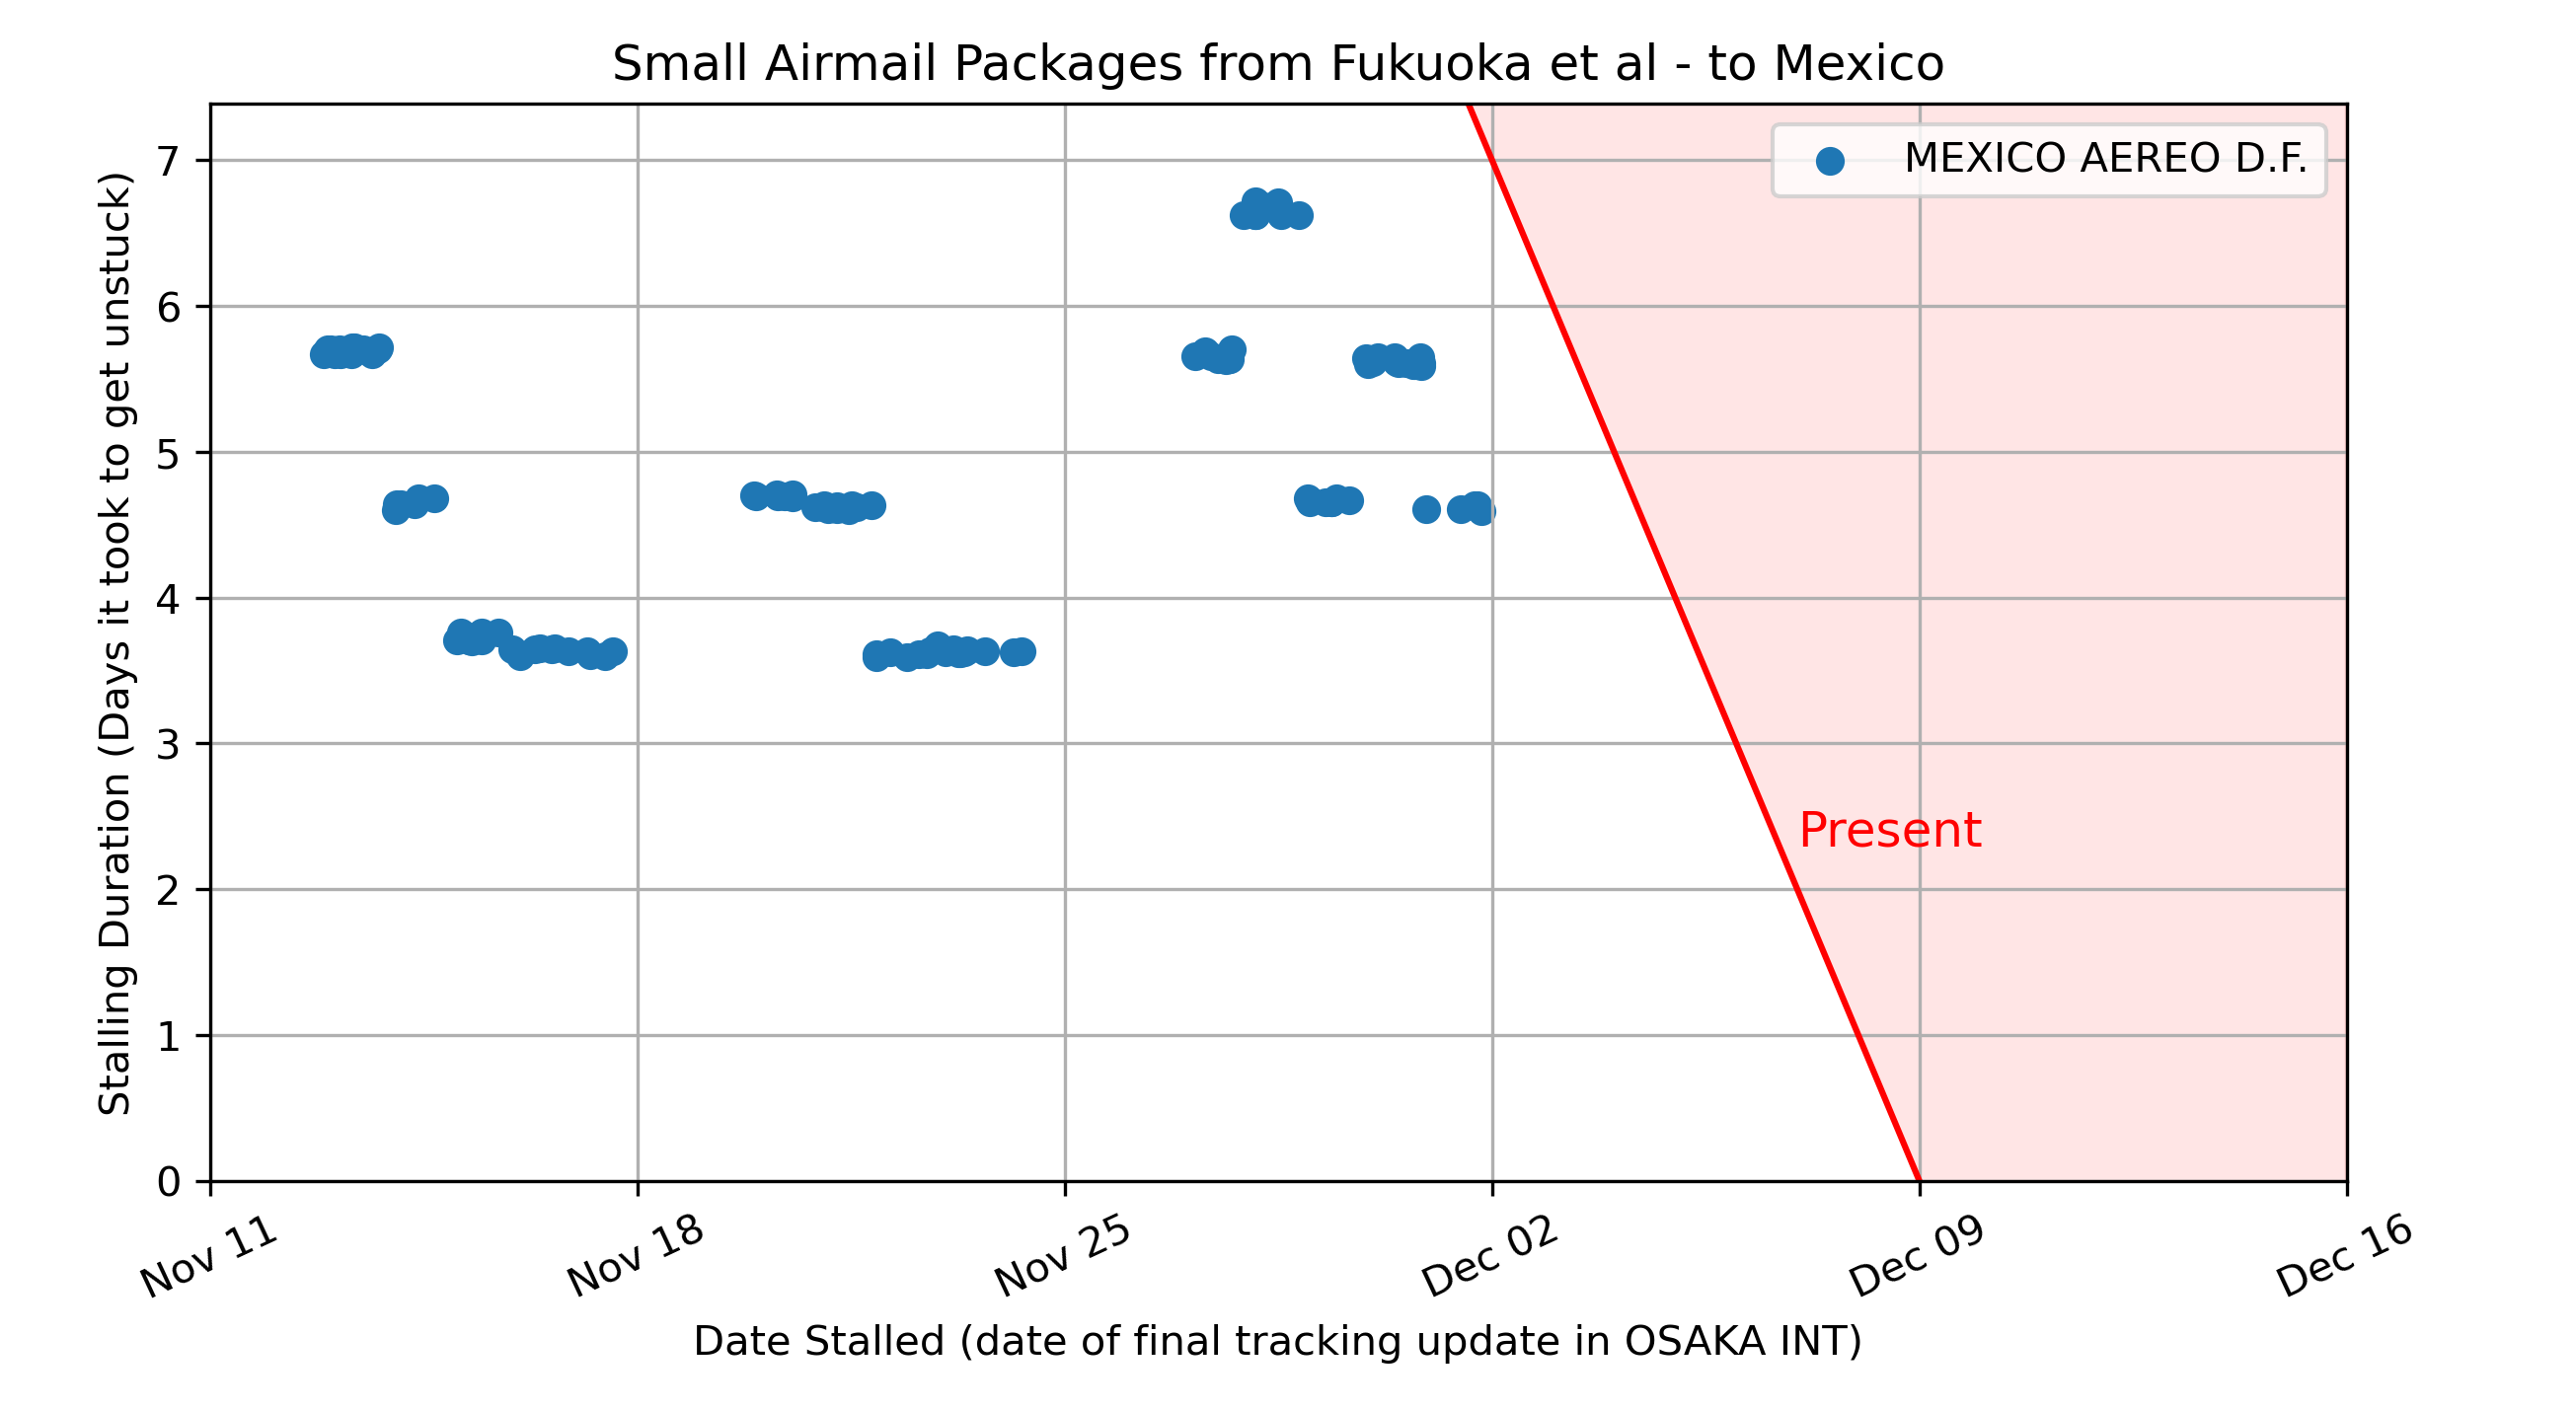 Small Airmail Packages from Fukuoka et al - to Mexico
Stalling Duration (Days it took to get unstuck)
7
6
5
4
3
2
1
0
MEXICO AEREO D.F.
Present
Nov 11
Nov 18
Nov 25
Dec 02
Dec 09
Dec 16
Date Stalled (date of final tracking update in OSAKA INT)